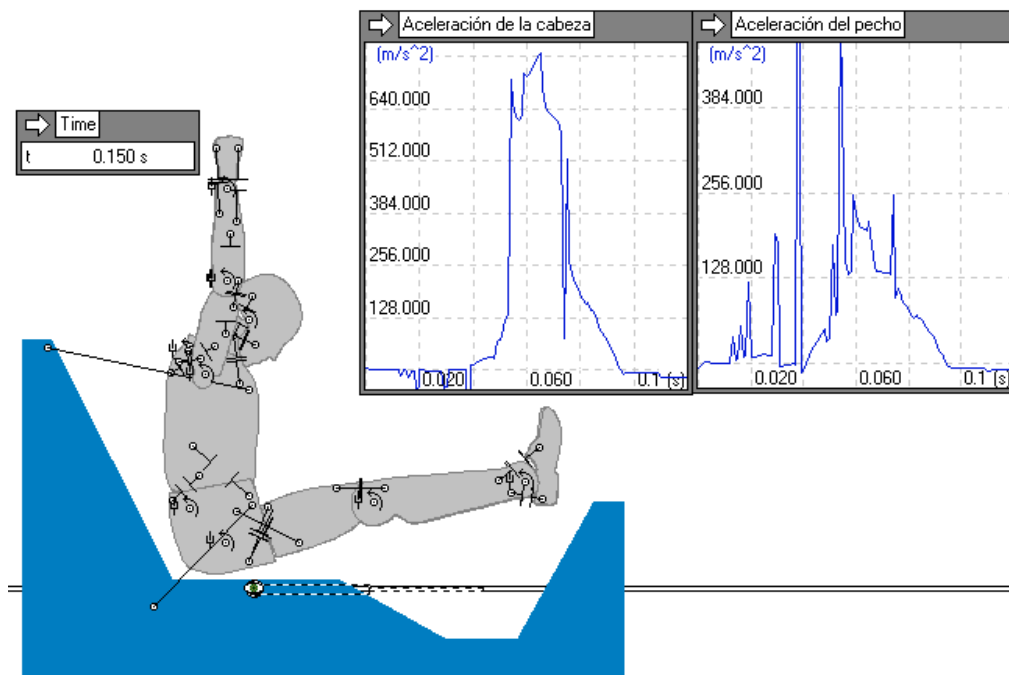 Aceleración de la cabeza
(m/s^2)
640.000
512.000
384.000
256.000
128.000
0.020 0.060 0.1 (s)
Aceleración del pecho
(m/s^2)
384.000
256.000
128.000
0.020 0.060 0.1 (s)
Time
t 0.150 s